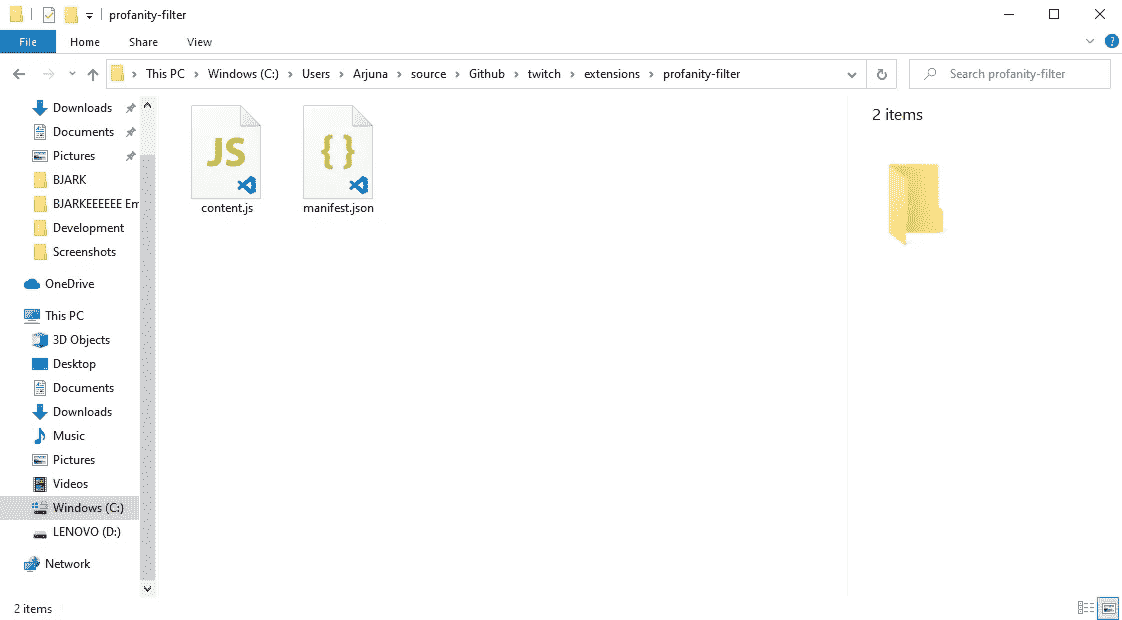 profanity-filter
File Home Share View
This PC Windows (C:) Users Arjuna source Github twitch extensions profanity-filter
Search profanity-filter
Downloads
Documents
Pictures
BJARK
BJARKEEEEEE Em
Development
Screenshots
OneDrive
This PC
3D Objects
Desktop
Documents
Downloads
Music
Pictures
Videos
Windows (C:)
LENOVO (D:)
Network
JS
content.js
{ }
manifest.json
2 items
2 items